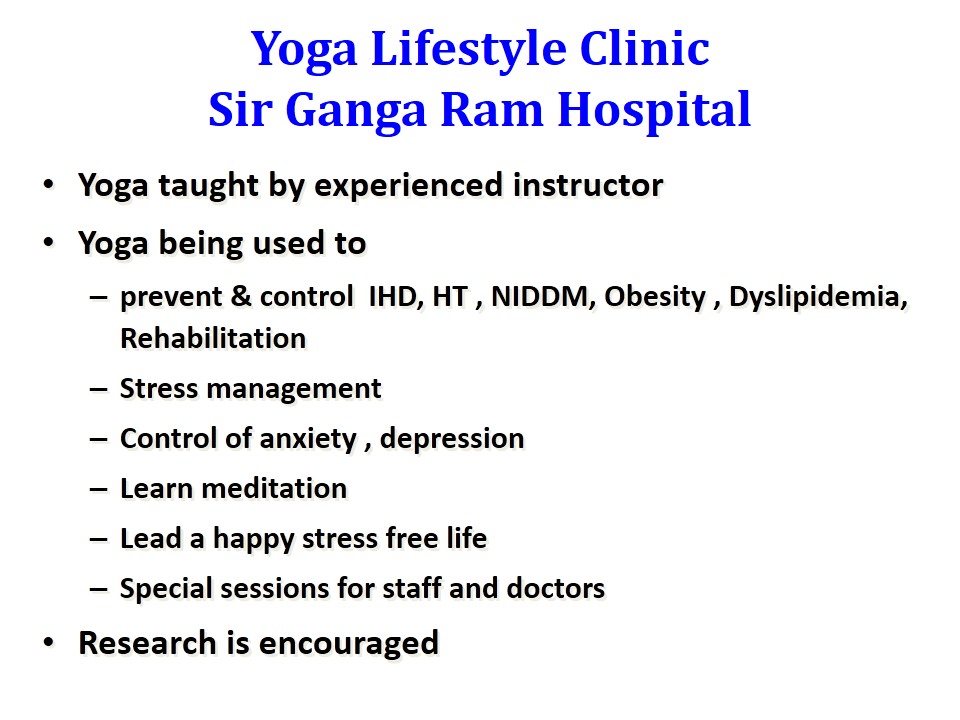 Yoga Lifestyle Clinic
Sir Ganga Ram Hospital
• Yoga taught by experienced instructor
• Yoga being used to
– prevent & control  IHD, HT , NIDDM, Obesity , Dyslipidemia,
Rehabilitation
– Stress management
– Control of anxiety , depression
– Learn meditation
– Lead a happy stress free life
– Special sessions for staff and doctors
• Research is encouraged